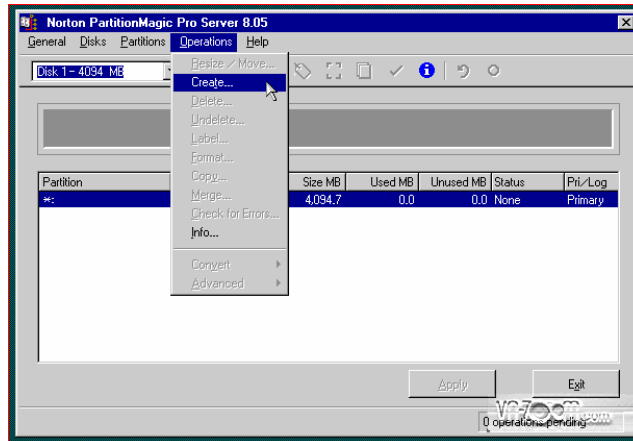 Norton PartitionMagic Pro Server 8.05
General Disks Partitions Operations Help
Disk 1 - 4094 MB
Resize / Move...
Create...
Delete...
Undelete...
Label...
Format...
Copy...
Merge...
Check for Errors...
Info...
Convert
Advanced
Partition Size MB Used MB Unused MB Status Pri/Log
*: 4,094.7 0.0 0.0 None Primary
Apply Exit
0 operations pending